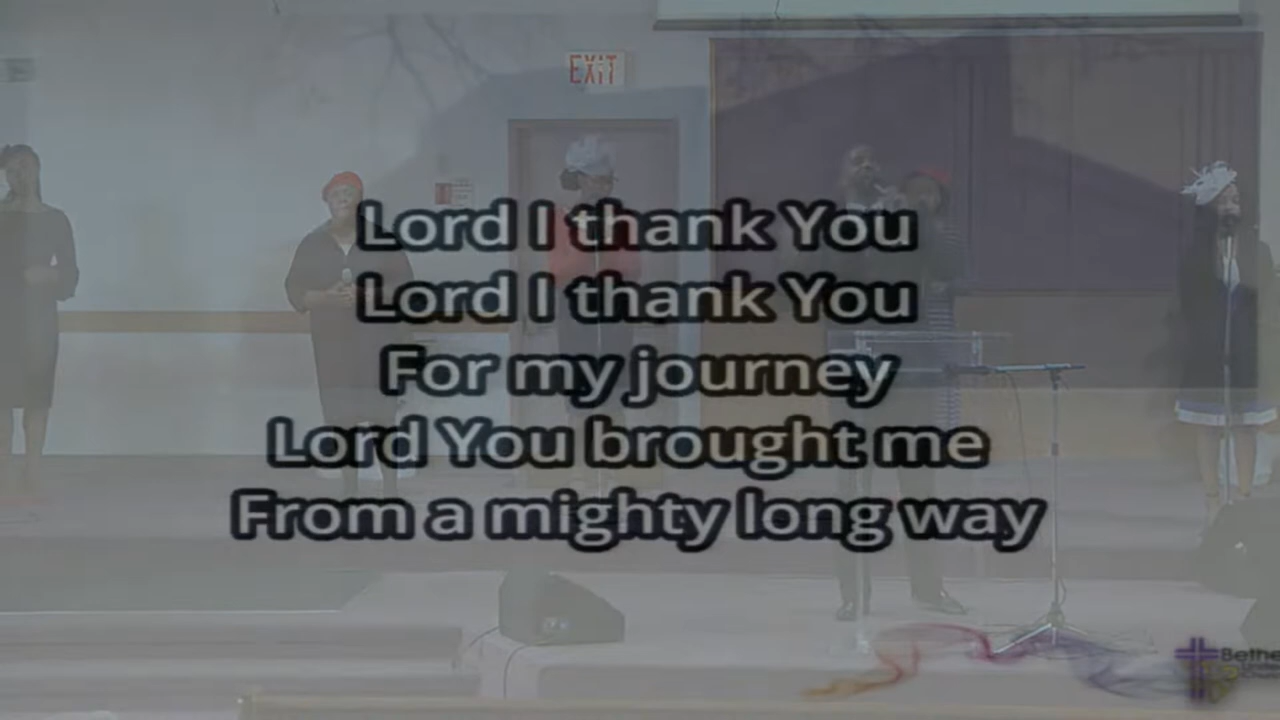 EXIT
Lord I thank You
Lord I thank You
For my journey
Lord You brought me
From a mighty long way